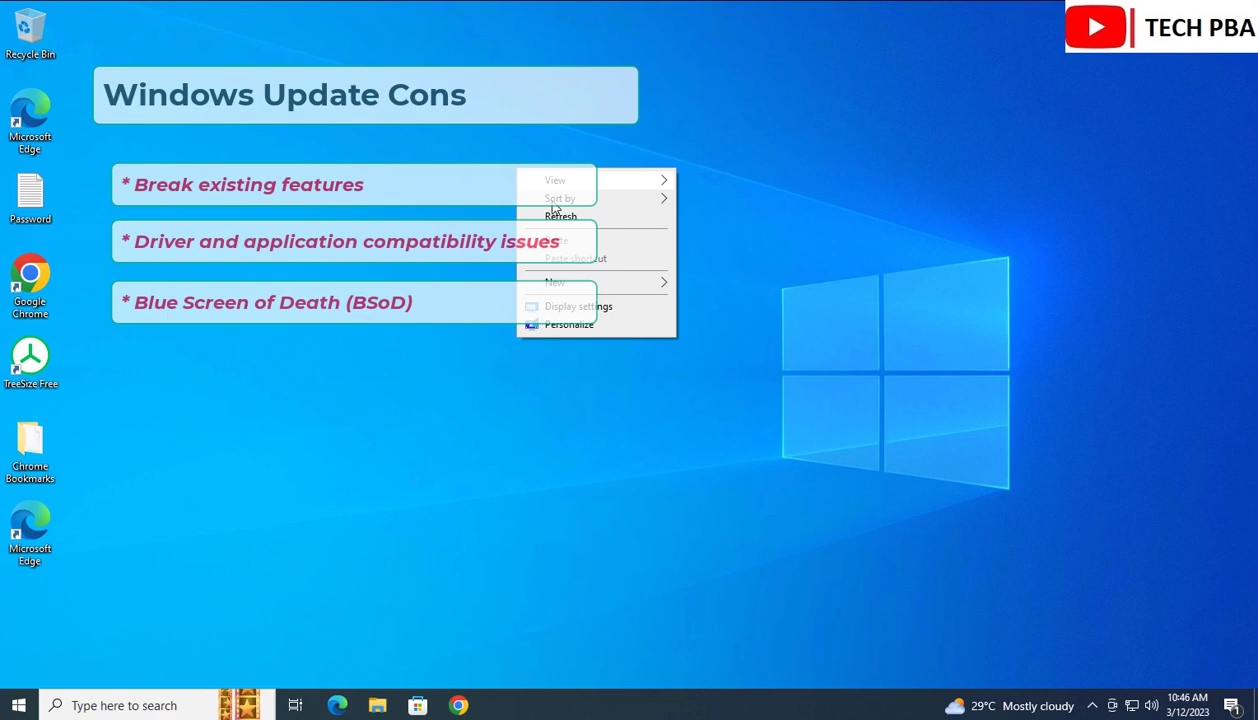 TECH PBA
Recycle Bin
Microsoft
Edge
Password
Google
Chrome
TreeSize Free
Chrome
Bookmarks
Microsoft
Edge
Windows Update Cons
* Break existing features
* Driver and application compatibility issues
* Blue Screen of Death (BSoD)
View
Sort by
Refresh
Paste shortcut
New
Display settings
Personalize
Type here to search
29°C Mostly cloudy
10:46 AM
3/12/2023
1